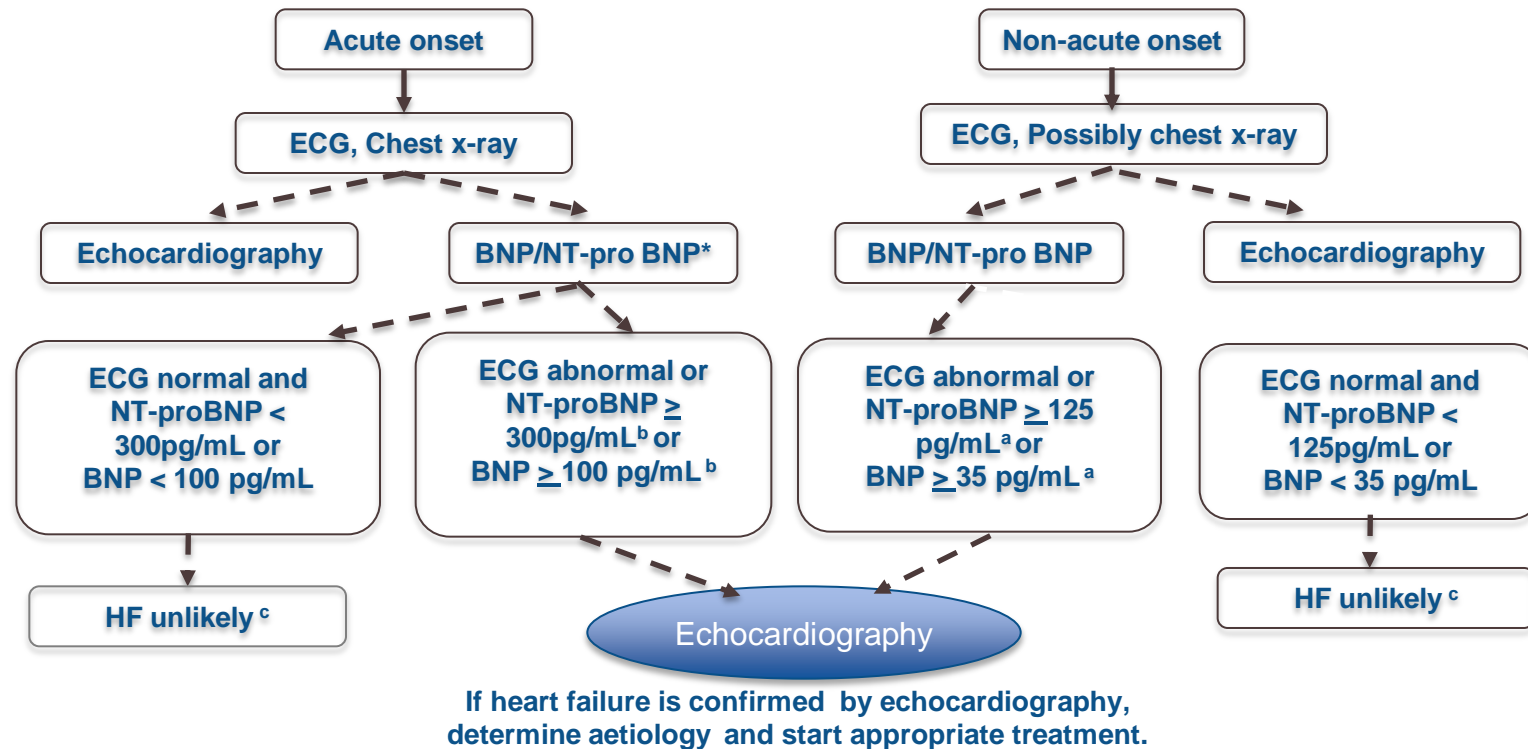 Acute onset
Non-acute onset
ECG, Chest x-ray
ECG, Possibly chest x-ray
Echocardiography
BNP/NT-pro BNP*
BNP/NT-pro BNP
Echocardiography
ECG normal and
NT-proBNP <
300pg/mL or
BNP < 100 pg/mL
ECG abnormal or
NT-proBNP ≥
300pg/mLᵇ or
BNP ≥ 100 pg/mL ᵇ
ECG abnormal or
NT-proBNP ≥ 125
pg/mLᵃ or
BNP ≥ 35 pg/mL ᵃ
ECG normal and
NT-proBNP <
125pg/mL or
BNP < 35 pg/mL
HF unlikely ᶜ
HF unlikely ᶜ
Echocardiography
If heart failure is confirmed by echocardiography,
determine aetiology and start appropriate treatment.